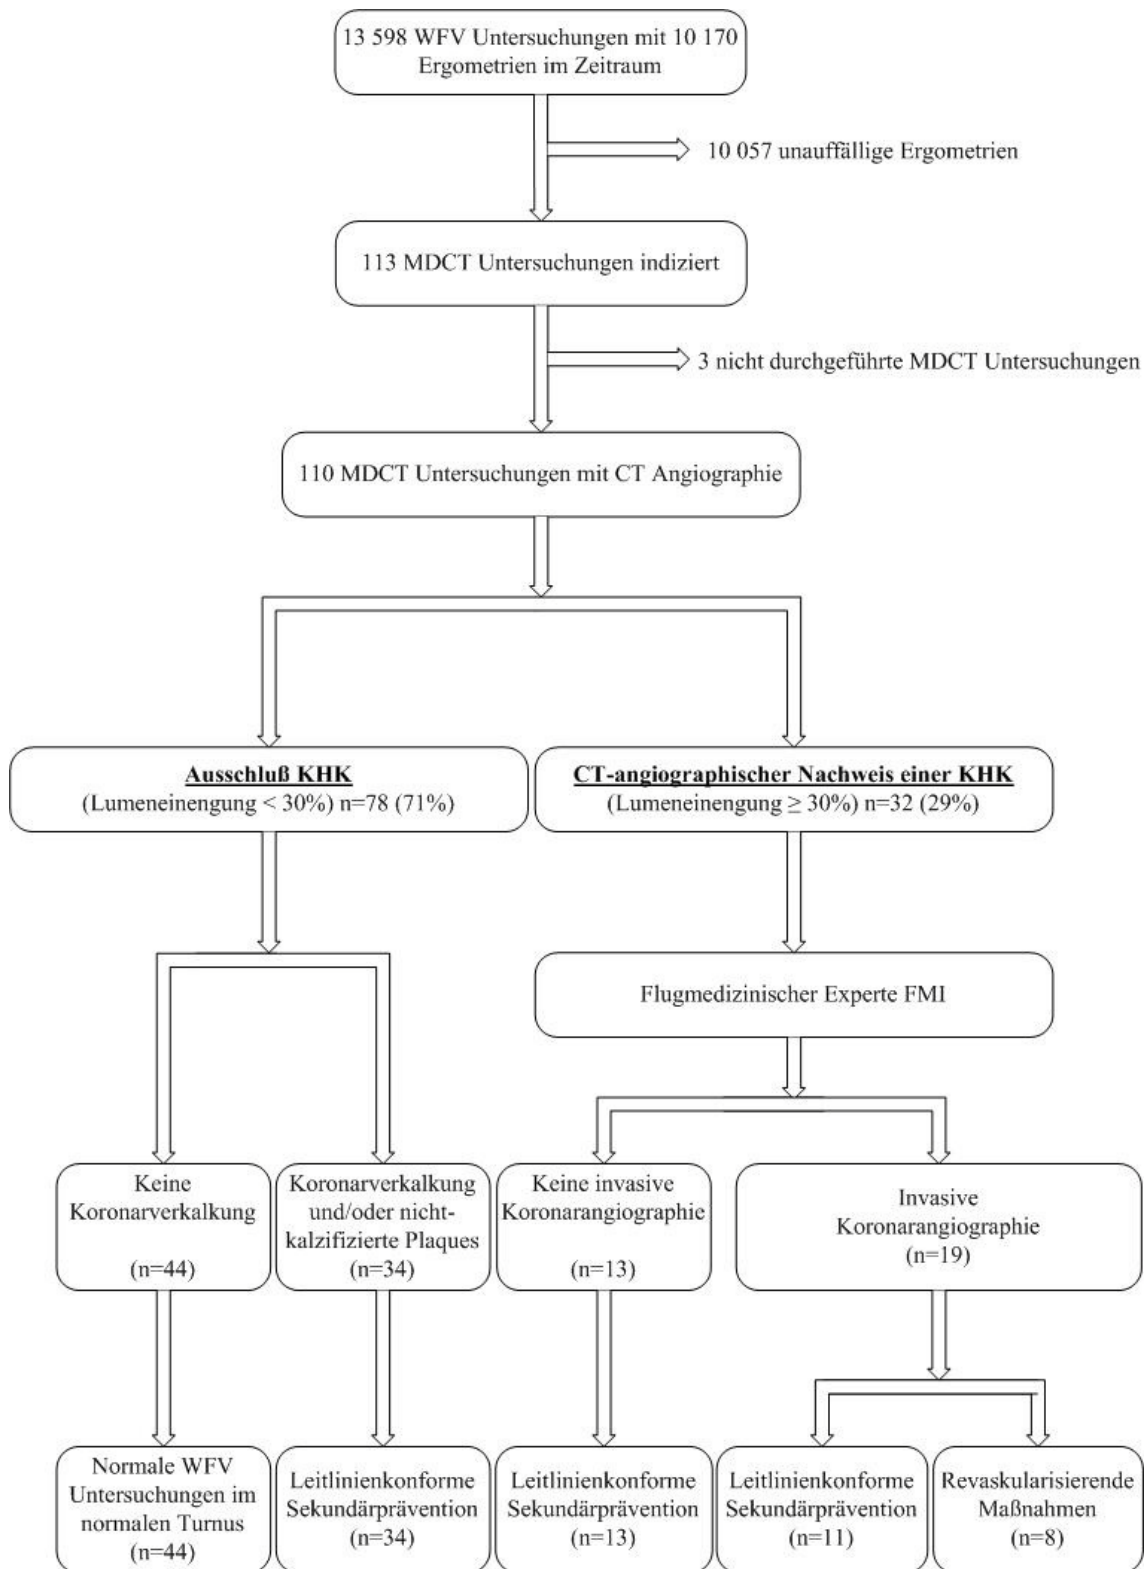 13 598 WFV Untersuchungen mit 10 170
Ergometrien im Zeitraum
10 057 unauffällige Ergometrien
113 MDCT Untersuchungen indiziert
3 nicht durchgeführte MDCT Untersuchungen
110 MDCT Untersuchungen mit CT Angiographie
Ausschluß KHK
(Lumeneinengung < 30%) n=78 (71%)
CT-angiographischer Nachweis einer KHK
(Lumeneinengung ≥ 30%) n=32 (29%)
Flugmedizinischer Experte FMI
Keine
Koronarverkalkung
(n=44)
Koronarverkalkung
und/oder nicht-
kalzifizierte Plaques
(n=34)
Keine invasive
Koronarangiographie
(n=13)
Invasive
Koronarangiographie
(n=19)
Normale WFV
Untersuchungen im
normalen Turnus
(n=44)
Leitlinienkonforme
Sekundärprävention
(n=34)
Leitlinienkonforme
Sekundärprävention
(n=13)
Leitlinienkonforme
Sekundärprävention
(n=11)
Revaskularisierende
Maßnahmen
(n=8)